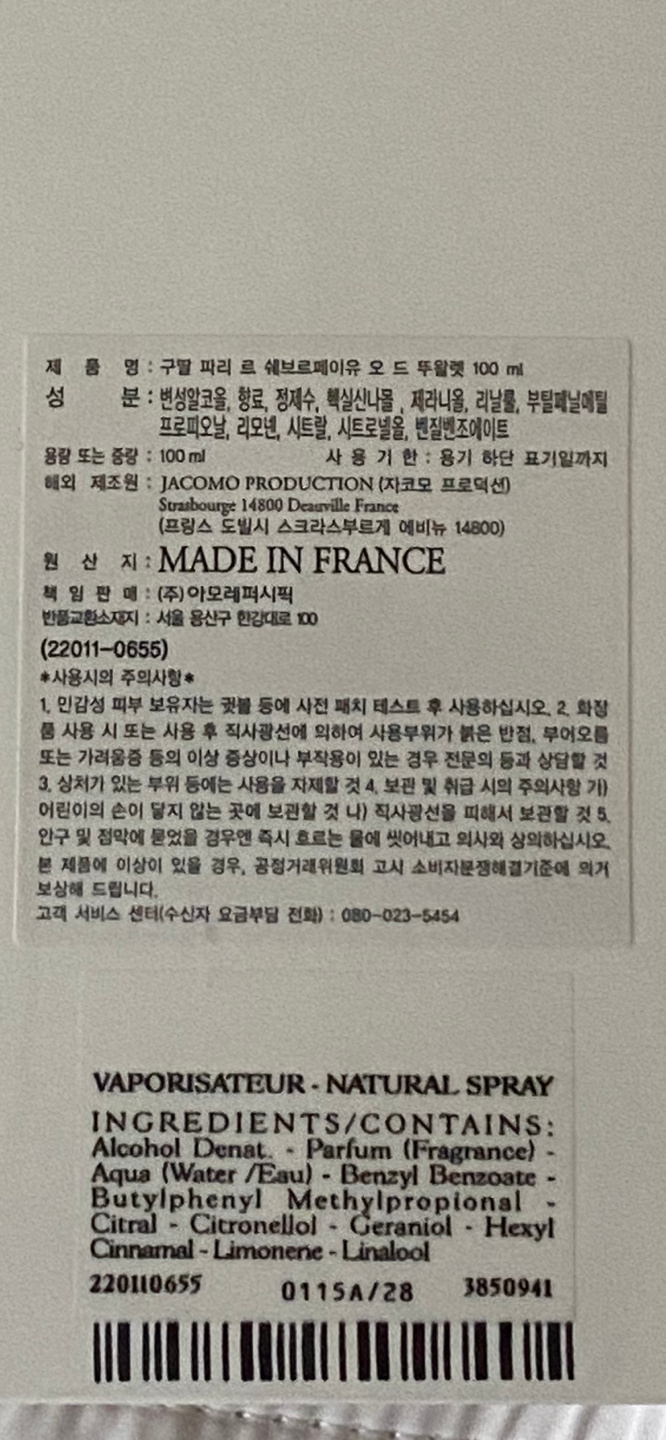 제 품 명 : 구딸 파리 르 쉐브르페이유 오 드 뚜왈렛 100 ml
성 분 : 변성알코올, 향료, 정제수, 헥실신나몰 , 제라니올, 리날룰, 부틸페닐메틸
프로피오날, 리모넨, 시트랄, 시트로넬올, 벤질벤조에이트
용량 또는 중량 : 100 ml 사 용 기 한 : 용기 하단 표기일까지
해외 제조원 : JACOMO PRODUCTION (자코모 프로덕션)
Strasbourge 14800 Deauville France
(프랑스 도빌시 스크라스부르게 에비뉴 14800)
원 산 지 : MADE IN FRANCE
책 임 판 매 : (주)아모레퍼시픽
반품교환소재지 : 서울 용산구 한강대로 100
(22011-0655)
*사용시의 주의사항*
1. 민감성 피부 보유자는 귓볼 등에 사전 패치 테스트 후 사용하십시오. 2. 화장
품 사용 시 또는 사용 후 직사광선에 의하여 사용부위가 붉은 반점, 부어오름
또는 가려움증 등의 이상 증상이나 부작용이 있는 경우 전문의 등과 상담할 것
3. 상처가 있는 부위 등에는 사용을 자제할 것 4. 보관 및 취급 시의 주의사항 가)
어린이의 손이 닿지 않는 곳에 보관할 것 나) 직사광선을 피해서 보관할 것 5.
안구 및 점막에 묻었을 경우엔 즉시 흐르는 물에 씻어내고 의사와 상의하십시오.
본 제품에 이상이 있을 경우, 공정거래위원회 고시 소비자분쟁해결기준에 의거
보상해 드립니다.
고객 서비스 센터(수신자 요금부담 전화) : 080-023-5454
VAPORISATEUR - NATURAL SPRAY
INGREDIENTS/CONTAINS:
Alcohol Denat. - Parfum (Fragrance) -
Aqua (Water /Eau) - Benzyl Benzoate -
Butylphenyl Methylpropional -
Citral - Citronellol - Geraniol - Hexyl
Cinnamal - Limonene - Linalool
220110655 0115A/28 3850941